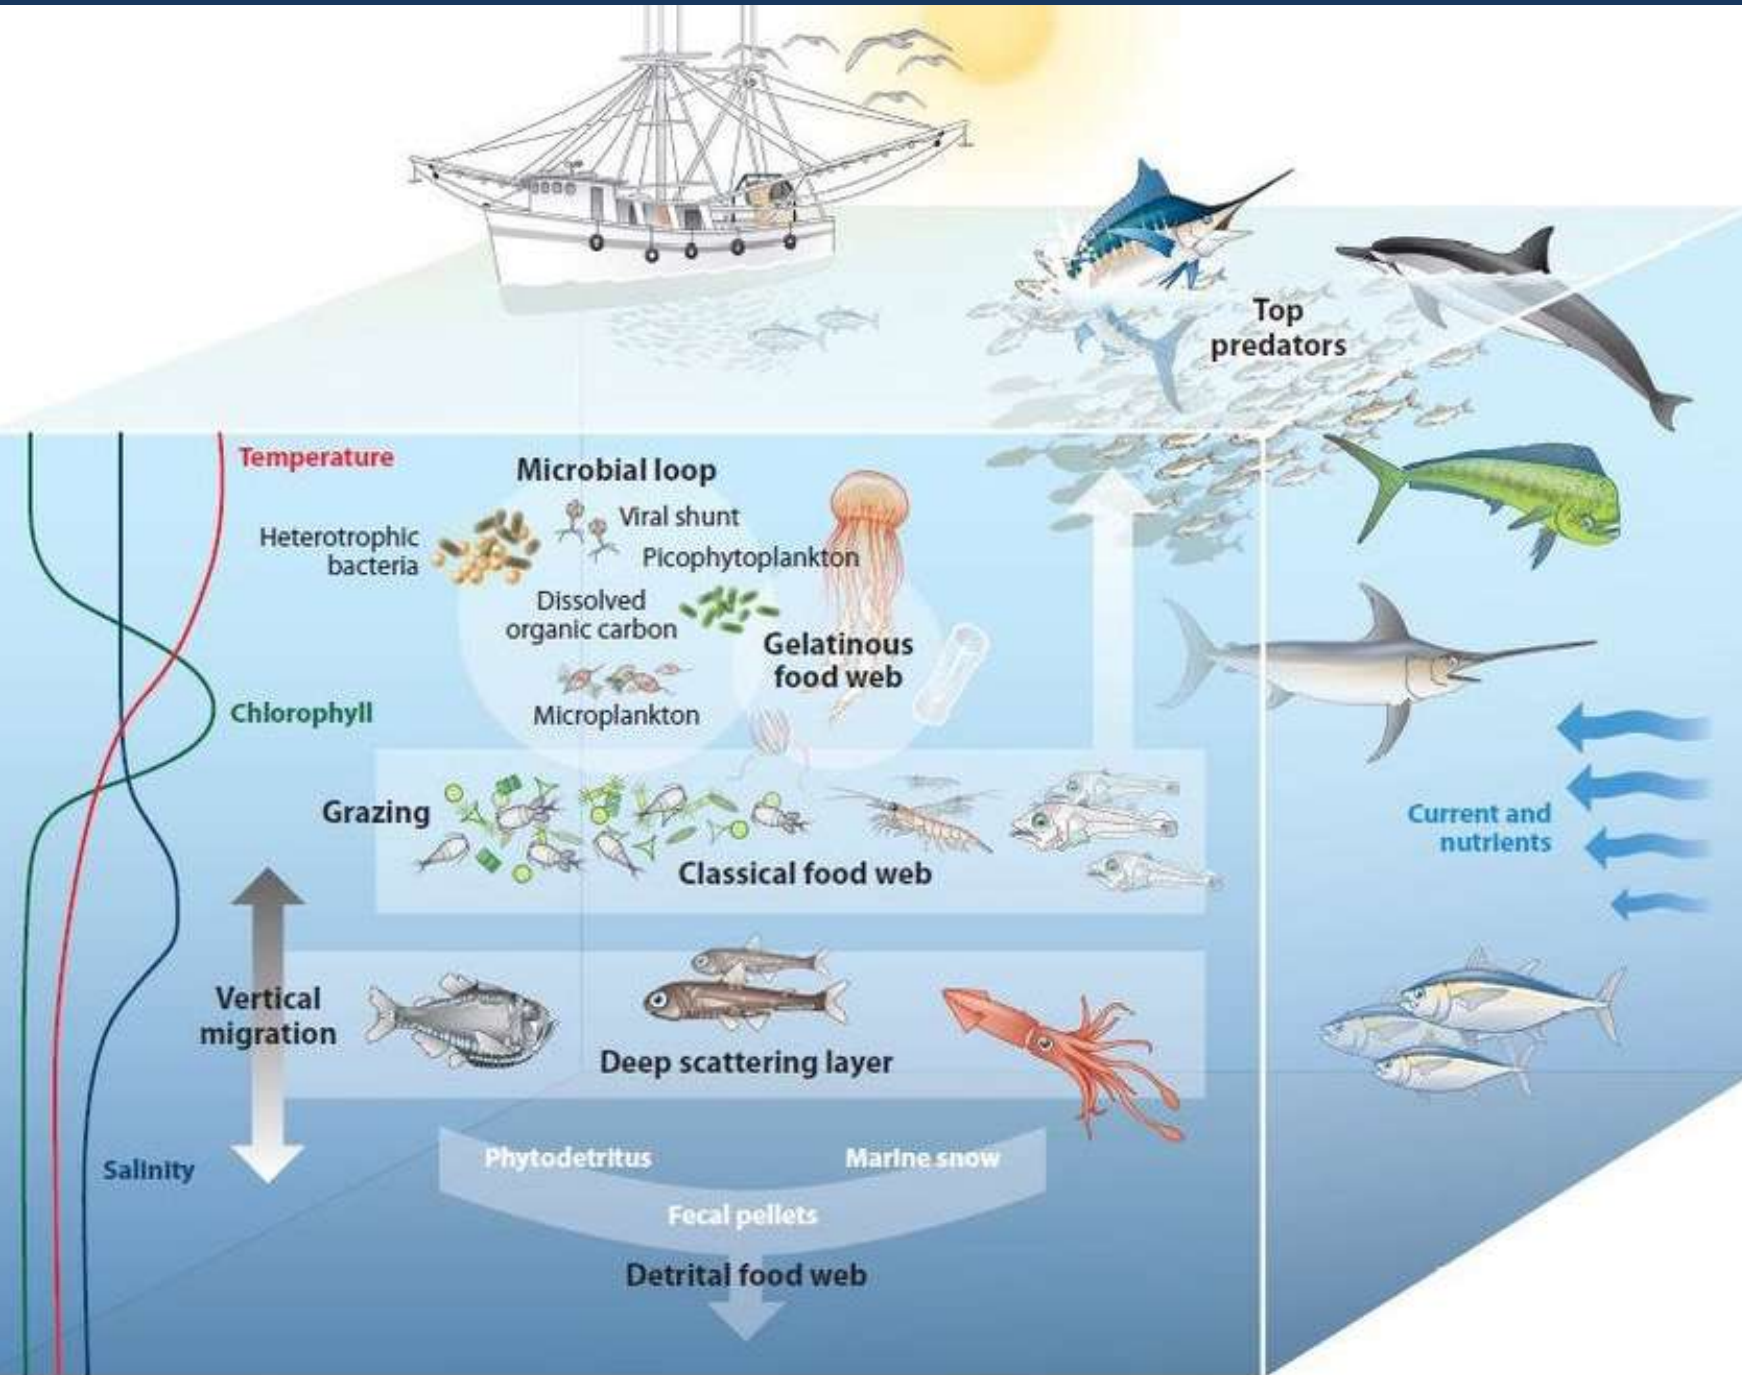 Top
predators
Temperature
Microbial loop
Viral shunt
Heterotrophic
bacteria
Picophytoplankton
Dissolved
organic carbon
Gelatinous
food web
Microplankton
Chlorophyll
Grazing
Classical food web
Current and
nutrients
Vertical
migration
Deep scattering layer
Salinity
Phytodetritus
Marine snow
Fecal pellets
Detrital food web